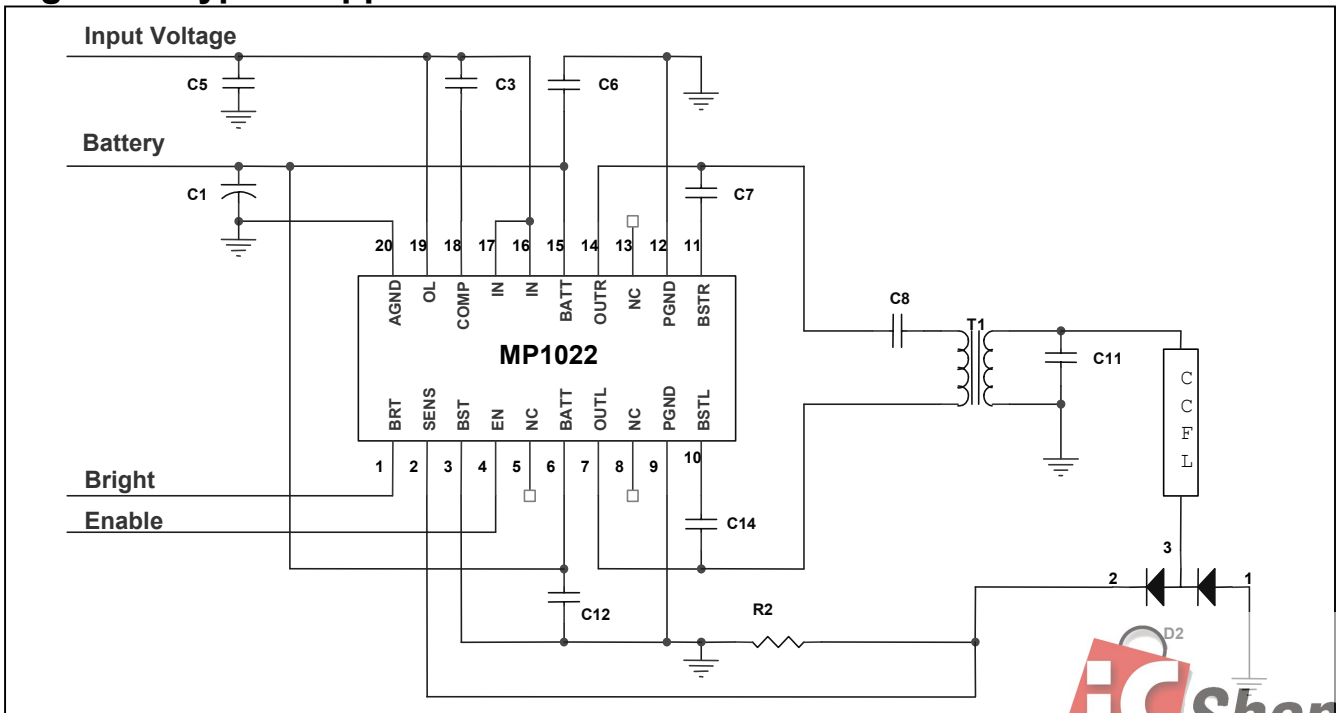 Input Voltage
C5
C3
C6
Battery
C1
C7
20 19 18 17 16 15 14 13 12 11
AGND OL COMP IN IN BATT OUTR NC PGND BSTR
C8
T1
MP1022
C11
CCFL
BRT SENS BST EN NC BATT OUTL NC PGND BSTL
1 2 3 4 5 6 7 8 9 10
Bright
Enable
C14
3
2
1
C12
R2
D2
iC Shop